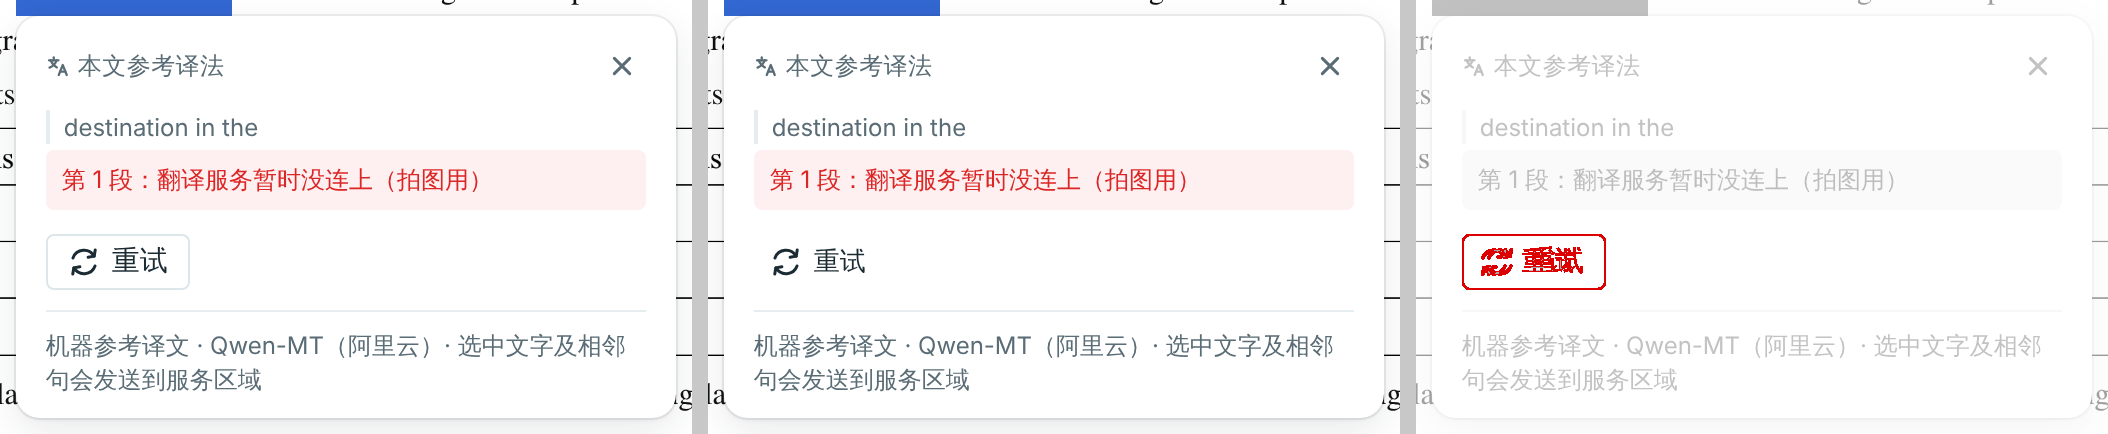 本文参考译法
destination in the
第 1 段：翻译服务暂时没连上（拍图用）
重试
机器参考译文 · Qwen-MT（阿里云）· 选中文字及相邻
句会发送到服务区域
本文参考译法
destination in the
第 1 段：翻译服务暂时没连上（拍图用）
重试
机器参考译文 · Qwen-MT（阿里云）· 选中文字及相邻
句会发送到服务区域
本文参考译法
destination in the
第 1 段：翻译服务暂时没连上（拍图用）
重试
机器参考译文 · Qwen-MT（阿里云）· 选中文字及相邻
句会发送到服务区域